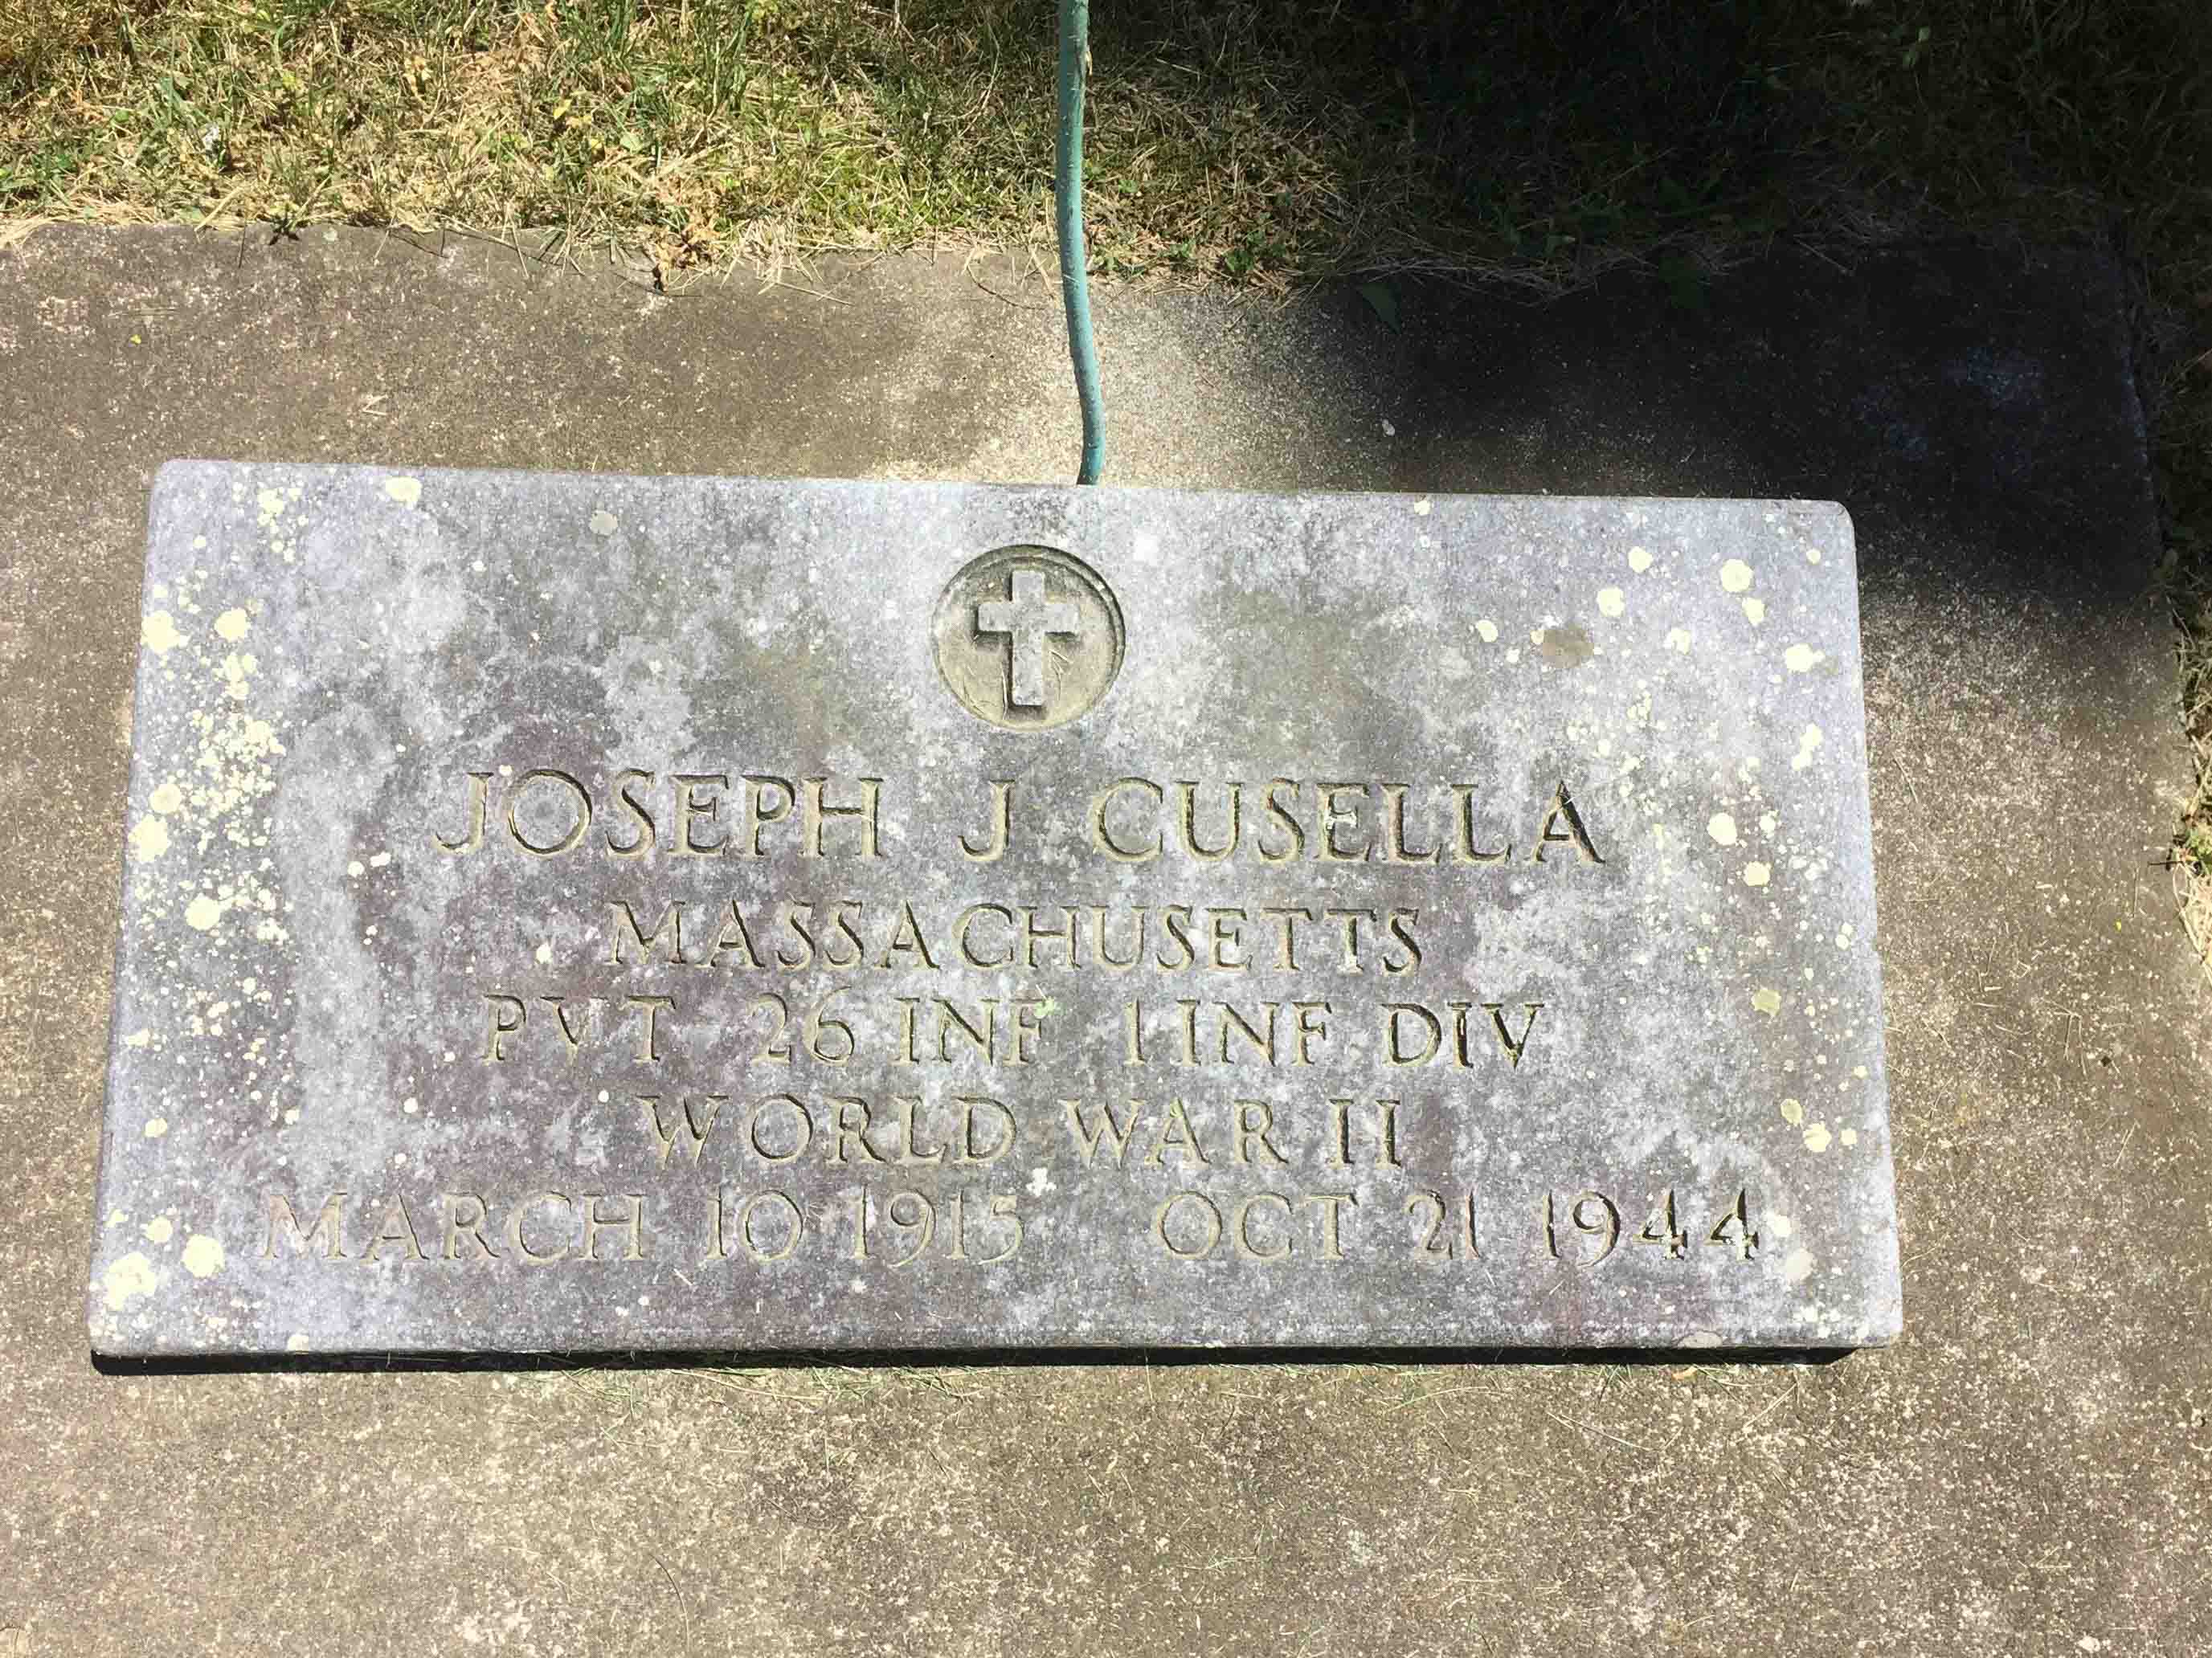 JOSEPH J CUSELLA
MASSACHUSETTS
PVT 26 INF 1 INF DIV
WORLD WAR II
MARCH 10 1915 OCT 21 1944